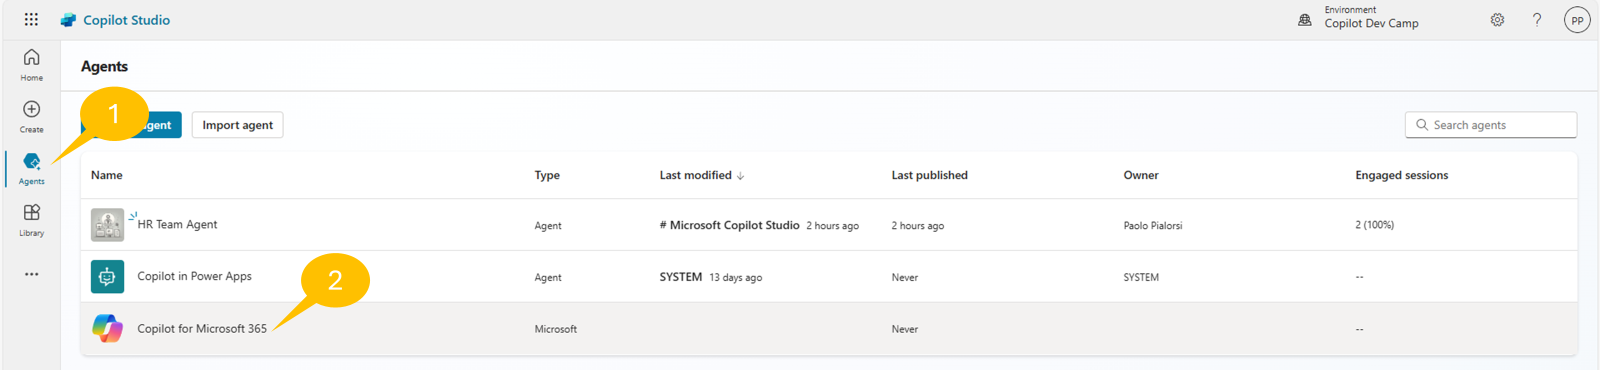 Copilot Studio
Environment
Copilot Dev Camp
?
PP
Home
Create
Agents
Library
Agents
1
gent
Import agent
Search agents
Name Type Last modified ↓ Last published Owner Engaged sessions
HR Team Agent Agent # Microsoft Copilot Studio 2 hours ago 2 hours ago Paolo Pialorsi 2 (100%)
Copilot in Power Apps Agent SYSTEM 13 days ago Never SYSTEM --
2
Copilot for Microsoft 365 Microsoft Never --